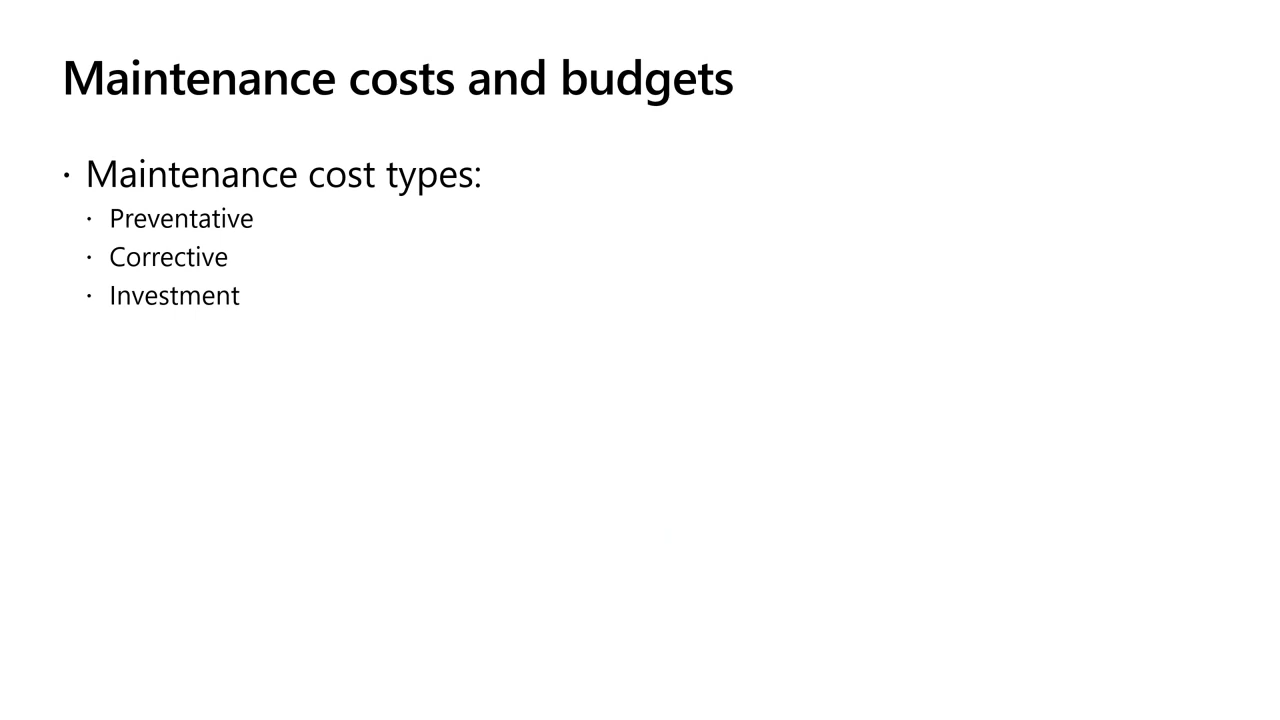 Maintenance costs and budgets
· Maintenance cost types:
· Preventative
· Corrective
· Investment